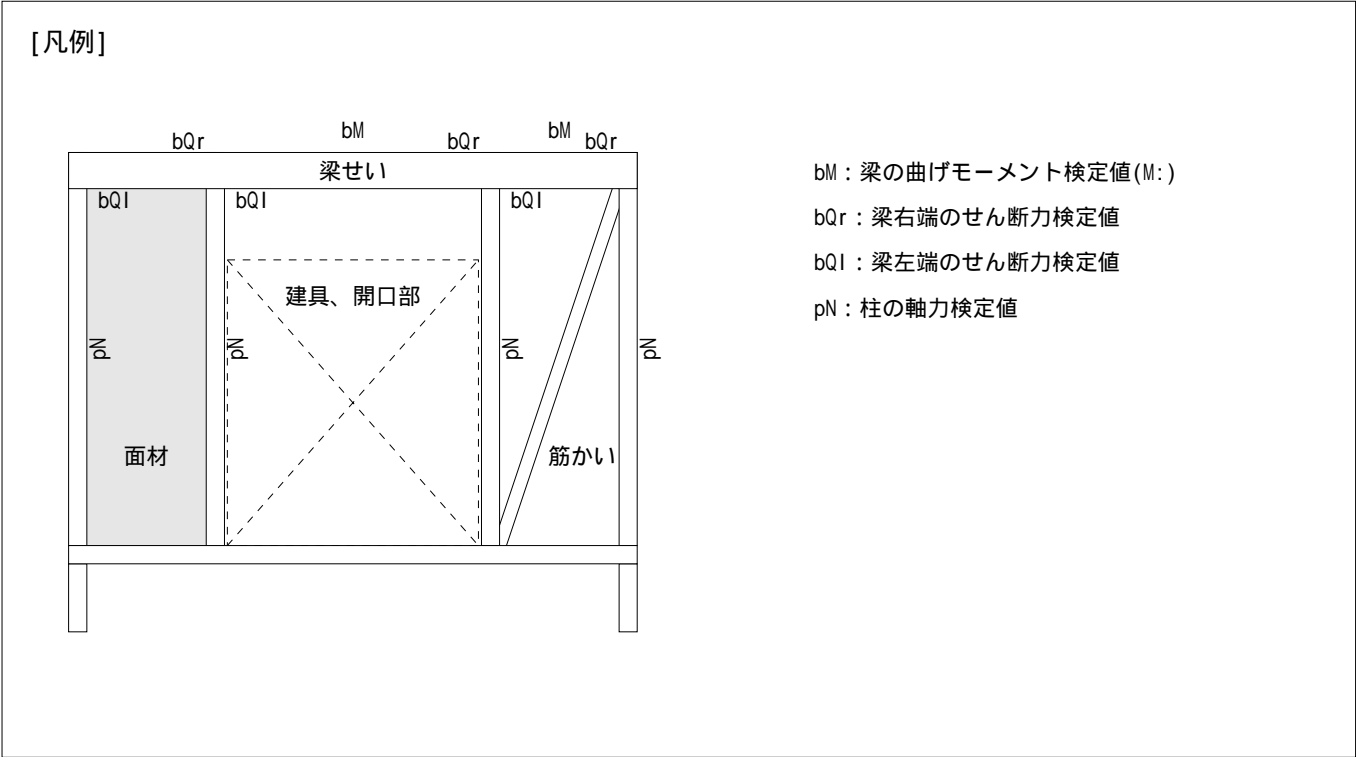 [凡例]
bM
bM
bQr
bQr
bQr
梁せい
bQl
bQl
bQl
建具、開口部
pN
pN
pN
pN
面材
筋かい
bM：梁の曲げモーメント検定値(M:)
bQr：梁右端のせん断力検定値
bQl：梁左端のせん断力検定値
pN：柱の軸力検定値